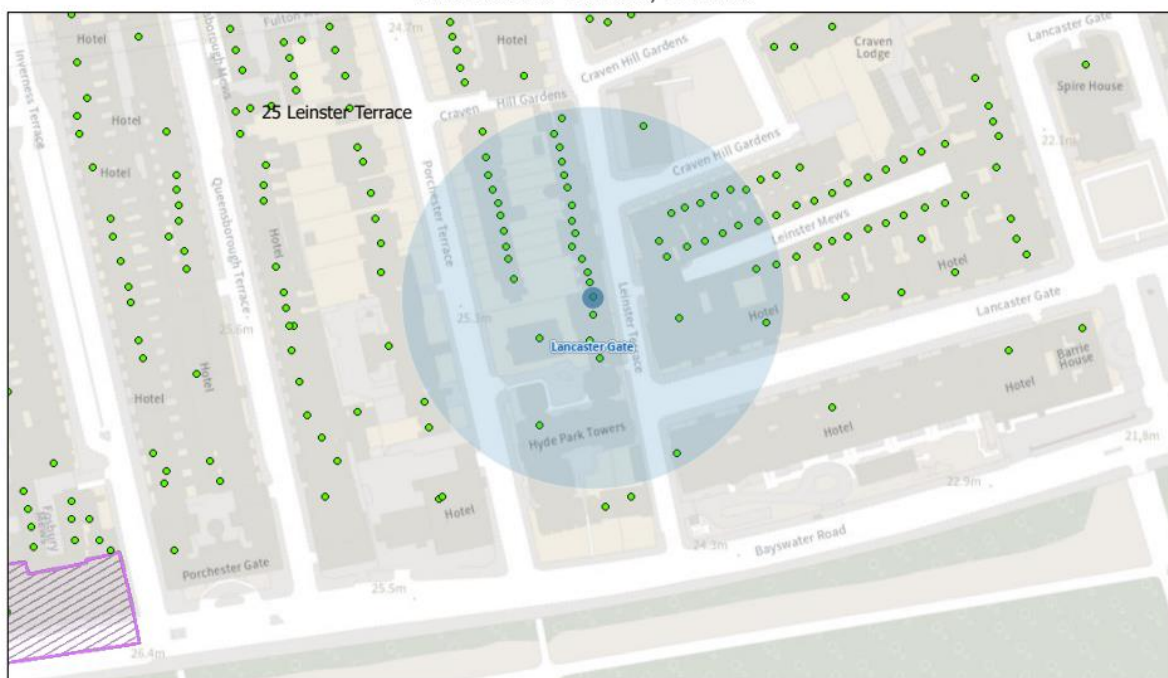 Fulton M
24.7m
Hotel
Hotel
Craven Hill Gardens
Craven
Lodge
Lancaster Gate
Spire House
Inverness Terrace
Hotel
25 Leinster Terrace
Craven Hill Gardens
Craven Hill Gardens
22.1m
Hotel
Queensborough Terrace
Porchester Terrace
Leinster Mews
Hotel
Hotel
25.6m
25.3m
Leinster Terrace
Hotel
Lancaster Gate
Lancaster Gate
Hotel
Barrie
House
Hotel
Hotel
Hyde Park Towers
Hotel
21.8m
Hotel
22.9m
24.3m
Bayswater Road
Porchester Gate
25.5m
26.4m